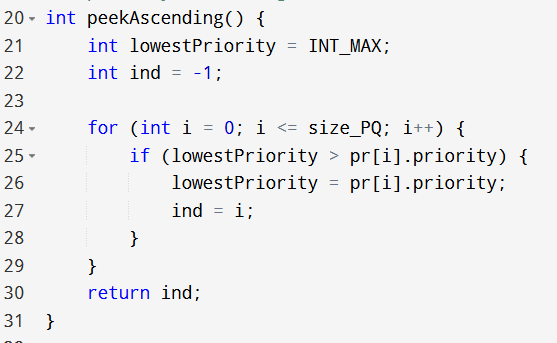 20 int peekAscending() {
21 int lowestPriority = INT_MAX;
22 int ind = -1;
23
24 for (int i = 0; i <= size_PQ; i++) {
25 if (lowestPriority > pr[i].priority) {
26 lowestPriority = pr[i].priority;
27 ind = i;
28 }
29 }
30 return ind;
31 }